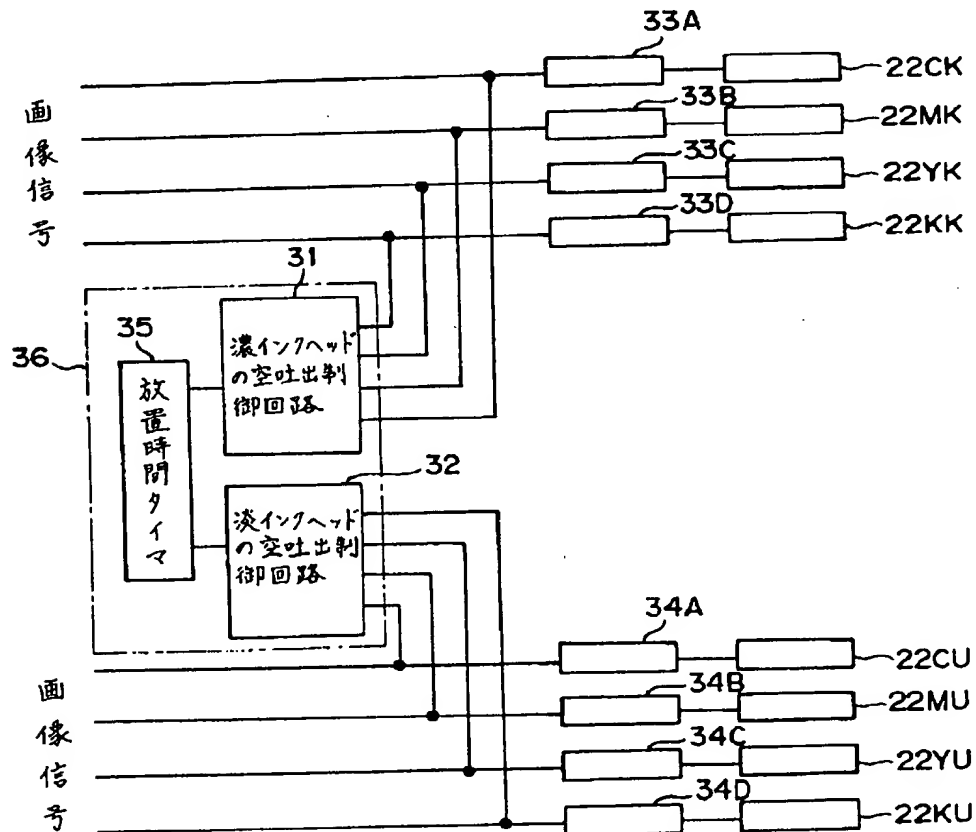 33A
22CK
33B
22MK
33C
22YK
33D
22KK
画像信号
31
濃インクヘッド
の空吐出制
御回路
35
36
放置時間タイマ
32
淡インクヘッド
の空吐出制
御回路
34A
22CU
34B
22MU
34C
22YU
34D
22KU
画像信号